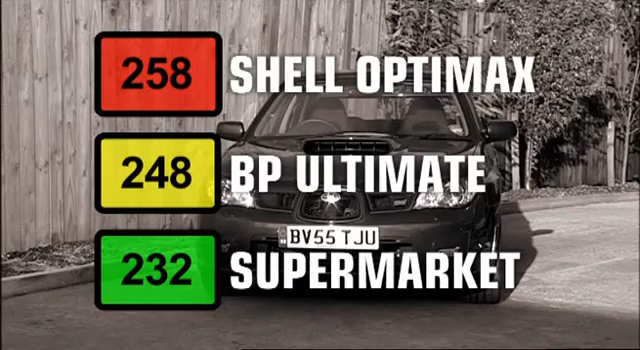 258 SHELL OPTIMAX
248 BP ULTIMATE
BV55 TJU
232 SUPERMARKET